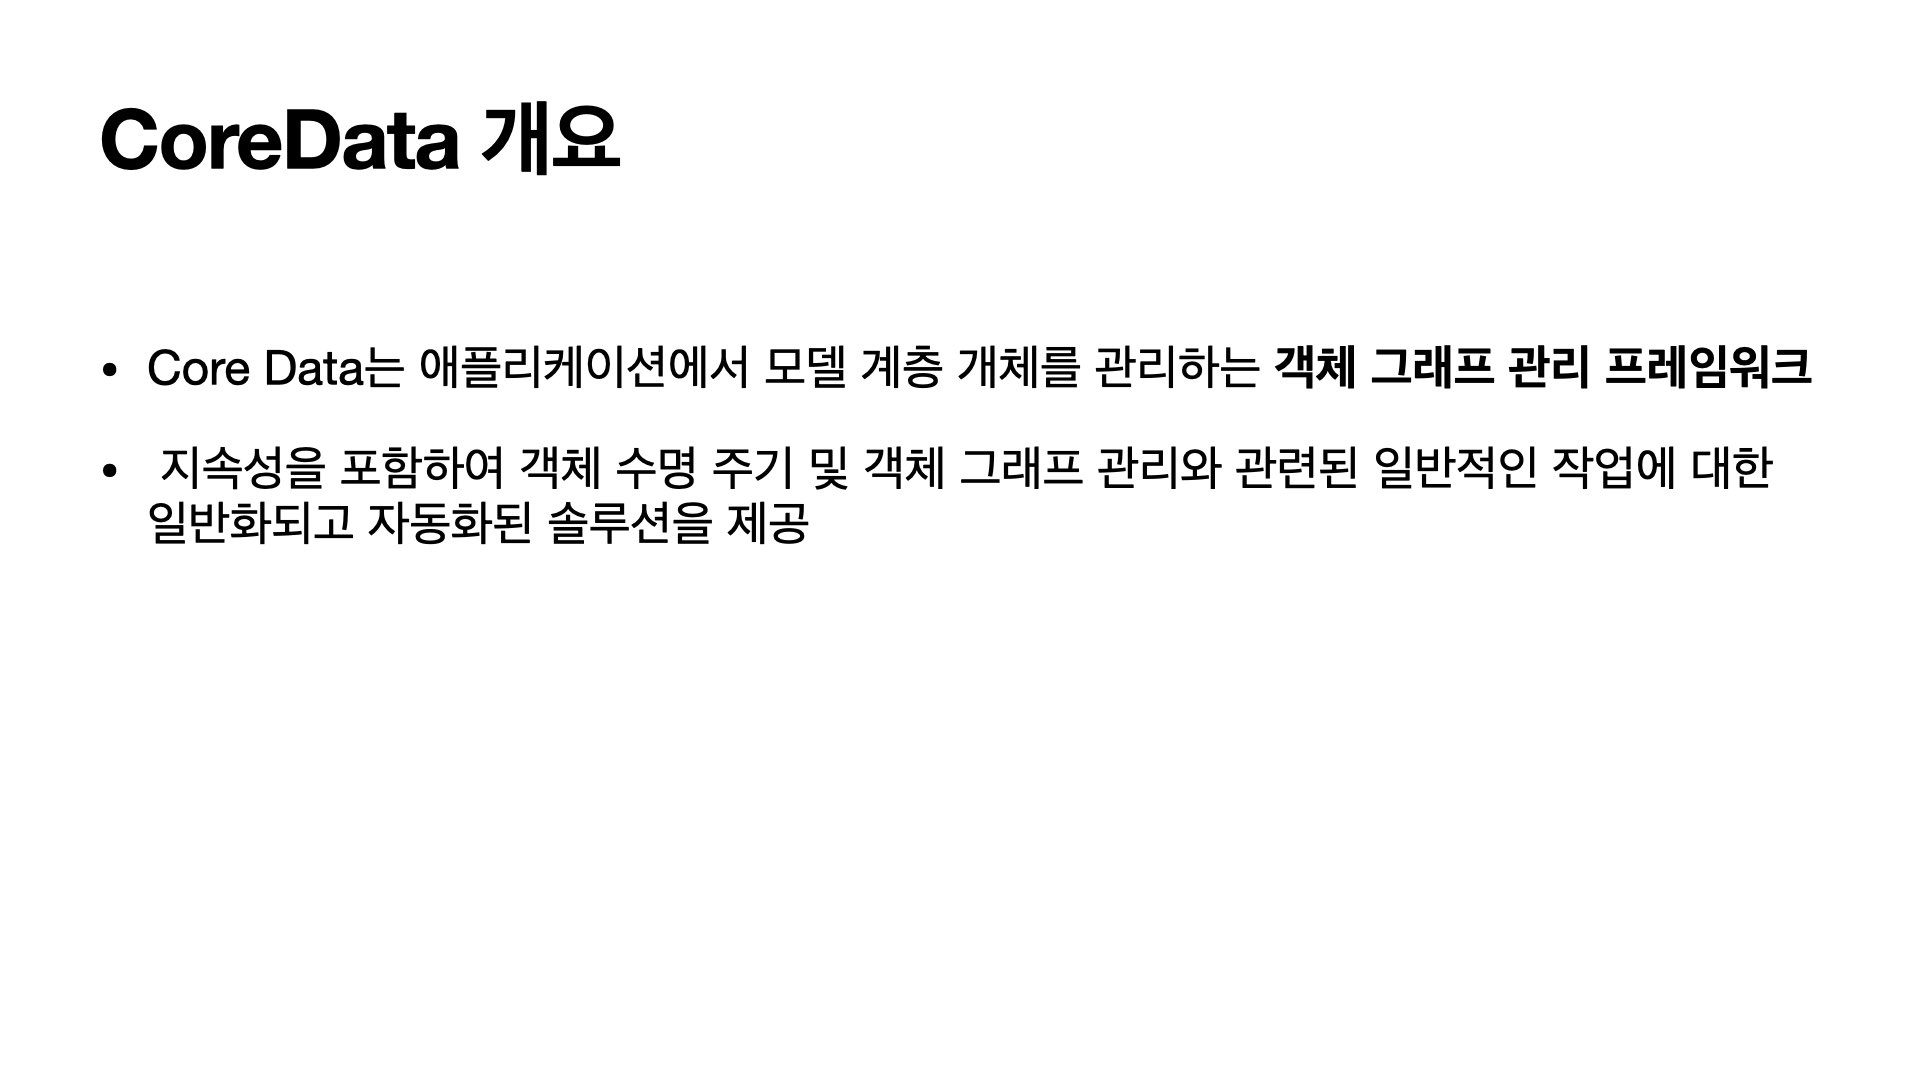 CoreData 개요
• Core Data는 애플리케이션에서 모델 계층 개체를 관리하는 객체 그래프 관리 프레임워크
• 지속성을 포함하여 객체 수명 주기 및 객체 그래프 관리와 관련된 일반적인 작업에 대한
일반화되고 자동화된 솔루션을 제공